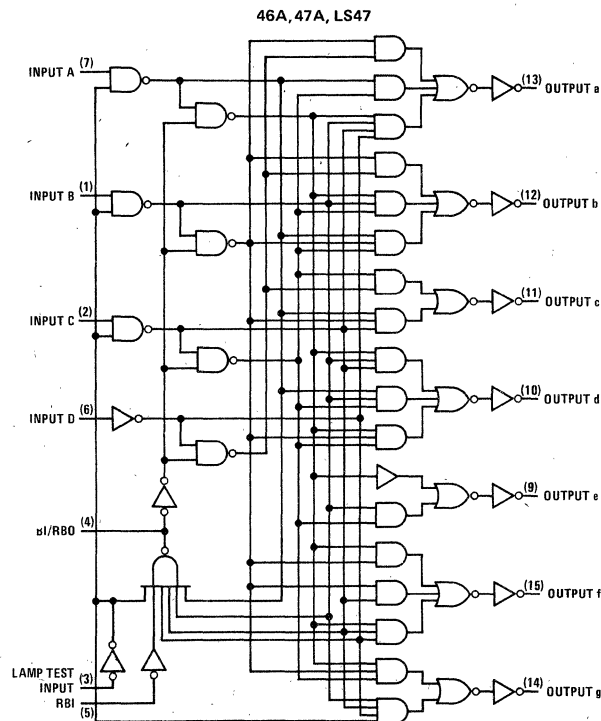 46A, 47A, LS47
INPUT A (7)
(13) OUTPUT a
INPUT B (1)
(12) OUTPUT b
(11) OUTPUT c
INPUT C (2)
(10) OUTPUT d
INPUT D (6)
(9) OUTPUT e
BI/RBO (4)
(15) OUTPUT f
LAMP TEST
INPUT (3)
(14) OUTPUT g
RBI
(5)